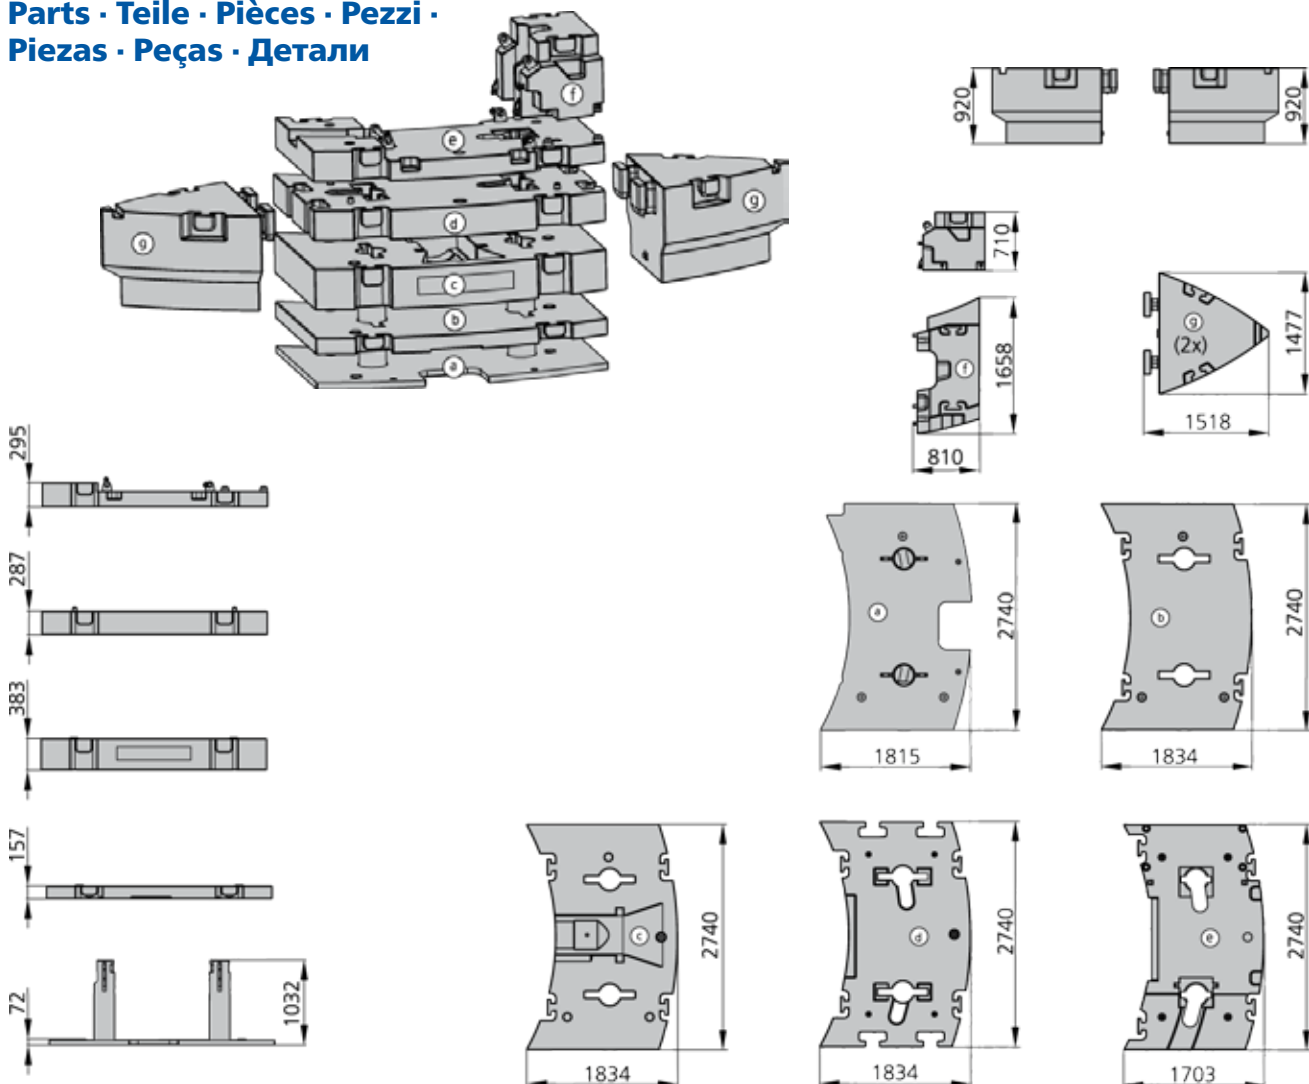 Parts · Teile · Pièces · Pezzi ·
Piezas · Peças · Детали
f
e
g
d
g
c
b
a
920
920
710
1658
f
810
g
(2x)
1477
1518
295
287
383
157
72
1032
a
2740
1815
b
2740
1834
c
2740
1834
d
2740
1834
e
2740
1703